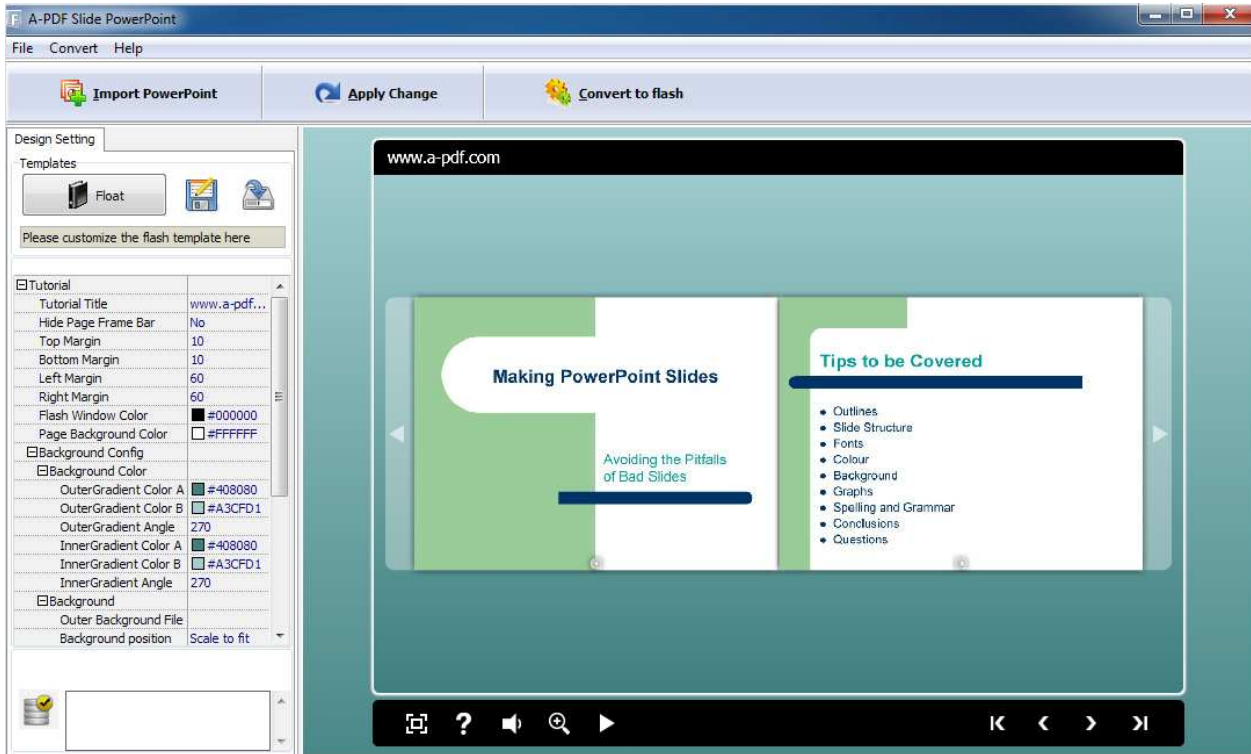 A-PDF Slide PowerPoint
File Convert Help
Import PowerPoint
Apply Change
Convert to flash
Design Setting
Templates
Float
Please customize the flash template here
Tutorial
Tutorial Title www.a-pdf...
Hide Page Frame Bar No
Top Margin 10
Bottom Margin 10
Left Margin 60
Right Margin 60
Flash Window Color #000000
Page Background Color #FFFFFF
Background Config
Background Color
OuterGradient Color A #408080
OuterGradient Color B #A3CFD1
OuterGradient Angle 270
InnerGradient Color A #408080
InnerGradient Color B #A3CFD1
InnerGradient Angle 270
Background
Outer Background File
Background position Scale to fit
www.a-pdf.com
Making PowerPoint Slides
Avoiding the Pitfalls
of Bad Slides
Tips to be Covered
• Outlines
• Slide Structure
• Fonts
• Colour
• Background
• Graphs
• Spelling and Grammar
• Conclusions
• Questions